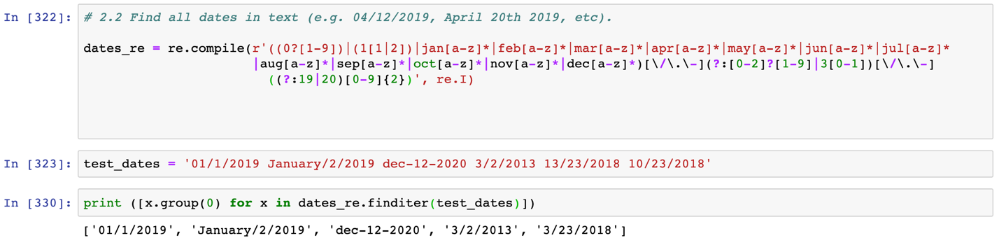 In [322]: # 2.2 Find all dates in text (e.g. 04/12/2019, April 20th 2019, etc).
dates_re = re.compile(r'((0?[1-9])|(1[1|2])|jan[a-z]*|feb[a-z]*|mar[a-z]*|apr[a-z]*|may[a-z]*|jun[a-z]*|jul[a-z]*
|aug[a-z]*|sep[a-z]*|oct[a-z]*|nov[a-z]*|dec[a-z]*)[\/\.\-](?:[0-2]?[1-9]|3[0-1])[\/\.\-]
((?:19|20)[0-9]{2})', re.I)
In [323]: test_dates = '01/1/2019 January/2/2019 dec-12-2020 3/2/2013 13/23/2018 10/23/2018'
In [330]: print ([x.group(0) for x in dates_re.finditer(test_dates)])
['01/1/2019', 'January/2/2019', 'dec-12-2020', '3/2/2013', '3/23/2018']